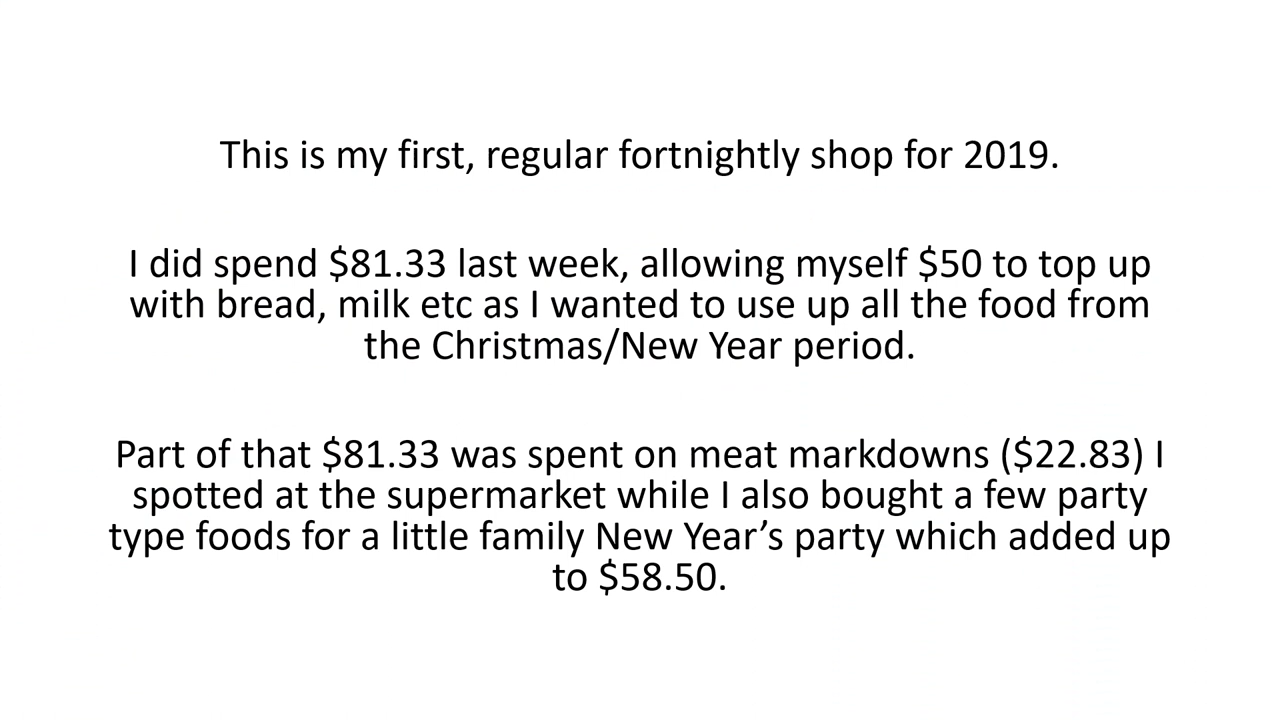 This is my first, regular fortnightly shop for 2019.
I did spend $81.33 last week, allowing myself $50 to top up
with bread, milk etc as I wanted to use up all the food from
the Christmas/New Year period.
Part of that $81.33 was spent on meat markdowns ($22.83) I
spotted at the supermarket while I also bought a few party
type foods for a little family New Year’s party which added up
to $58.50.